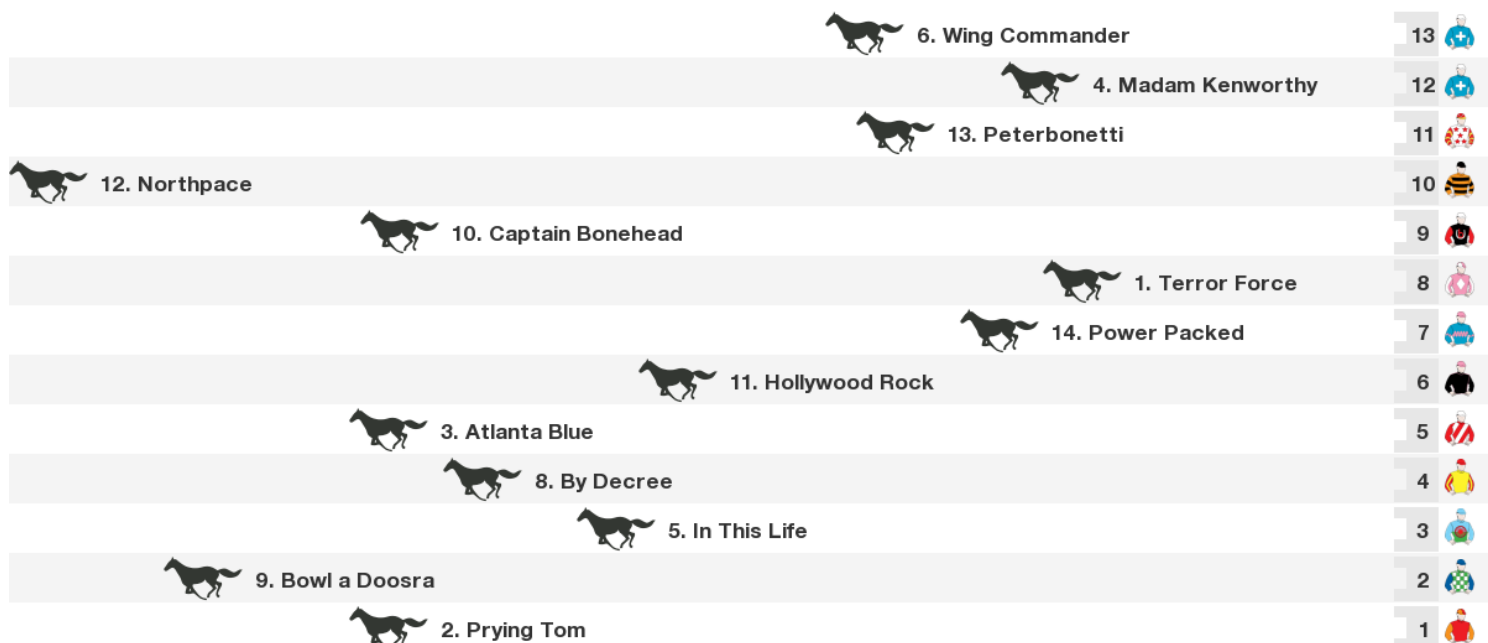 6. Wing Commander 13
4. Madam Kenworthy 12
13. Peterbonetti 11
12. Northpace 10
10. Captain Bonehead 9
1. Terror Force 8
14. Power Packed 7
11. Hollywood Rock 6
3. Atlanta Blue 5
8. By Decree 4
5. In This Life 3
9. Bowl a Doosra 2
2. Prying Tom 1